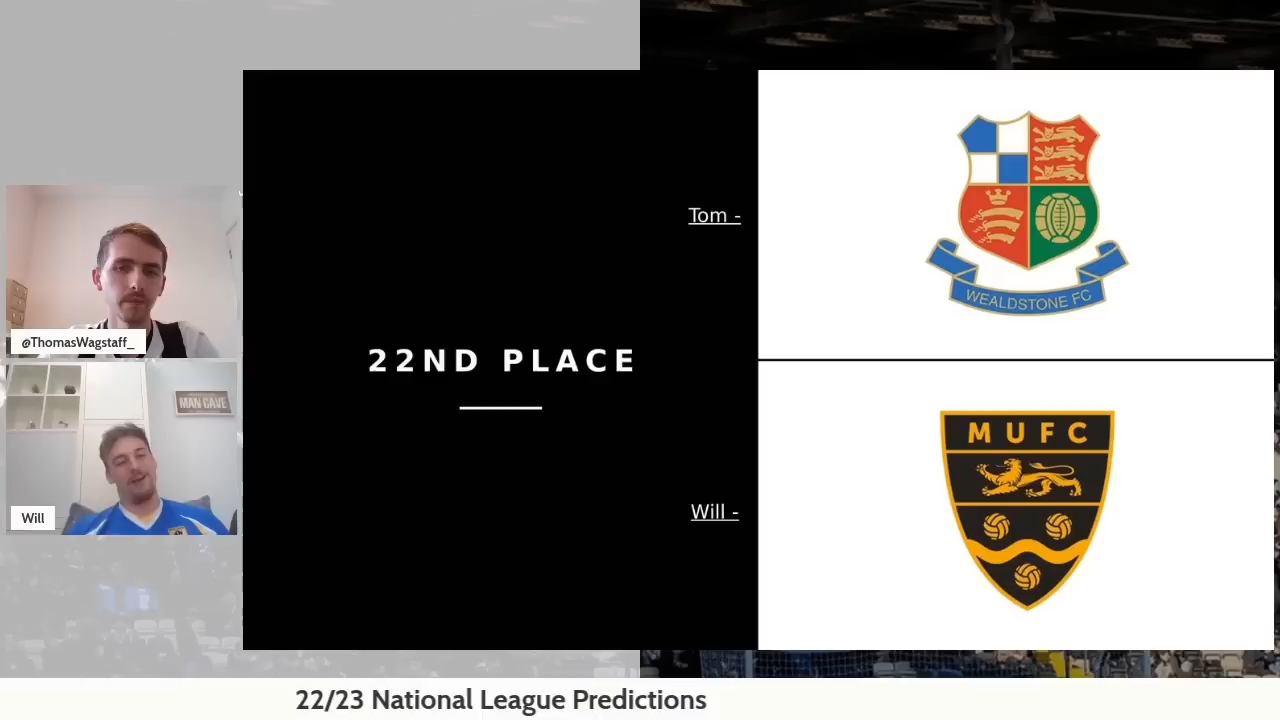 Tom -
WEALDSTONE FC
@ThomasWagstaff_
22ND PLACE
MAN CAVE
MUFC
Will -
Will
22/23 National League Predictions